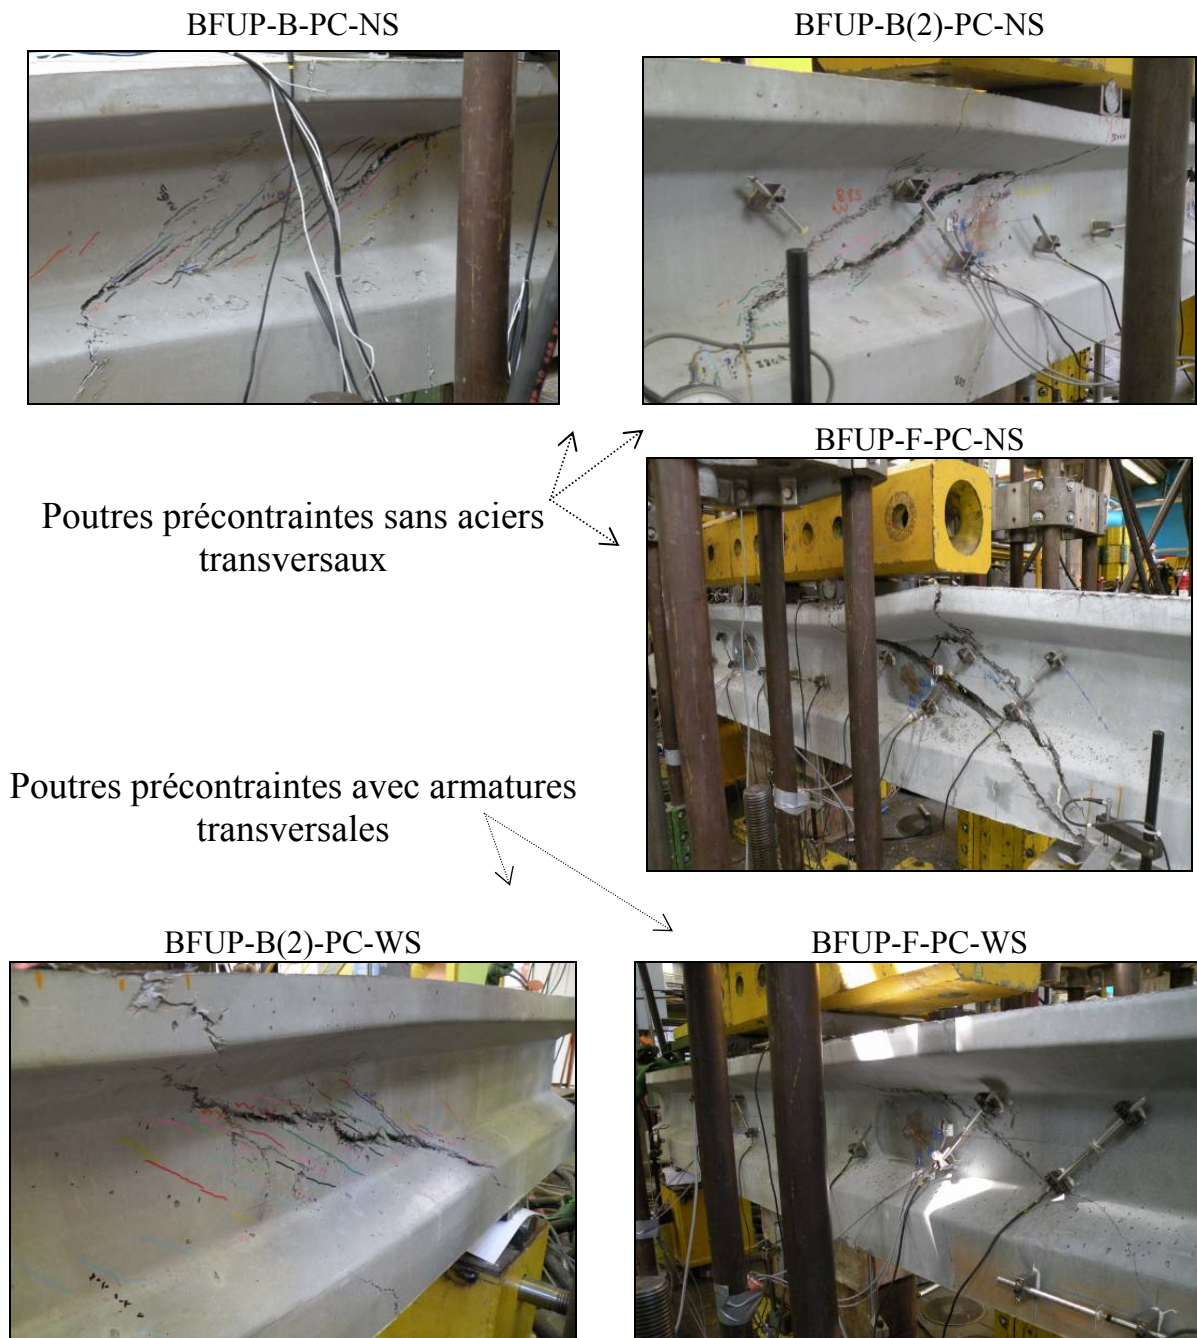 BFUP-B-PC-NS
BFUP-B(2)-PC-NS
BFUP-F-PC-NS
Poutres précontraintes sans aciers
transversaux
Poutres précontraintes avec armatures
transversales
BFUP-B(2)-PC-WS
BFUP-F-PC-WS